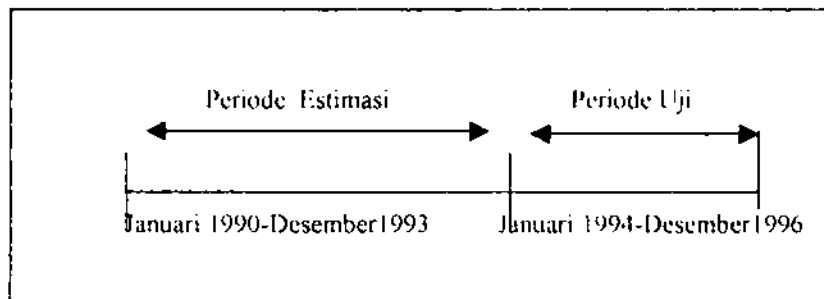 Periode Estimasi Periode Uji
Januari 1990-Desember1993 Januari 1994-Desember1996